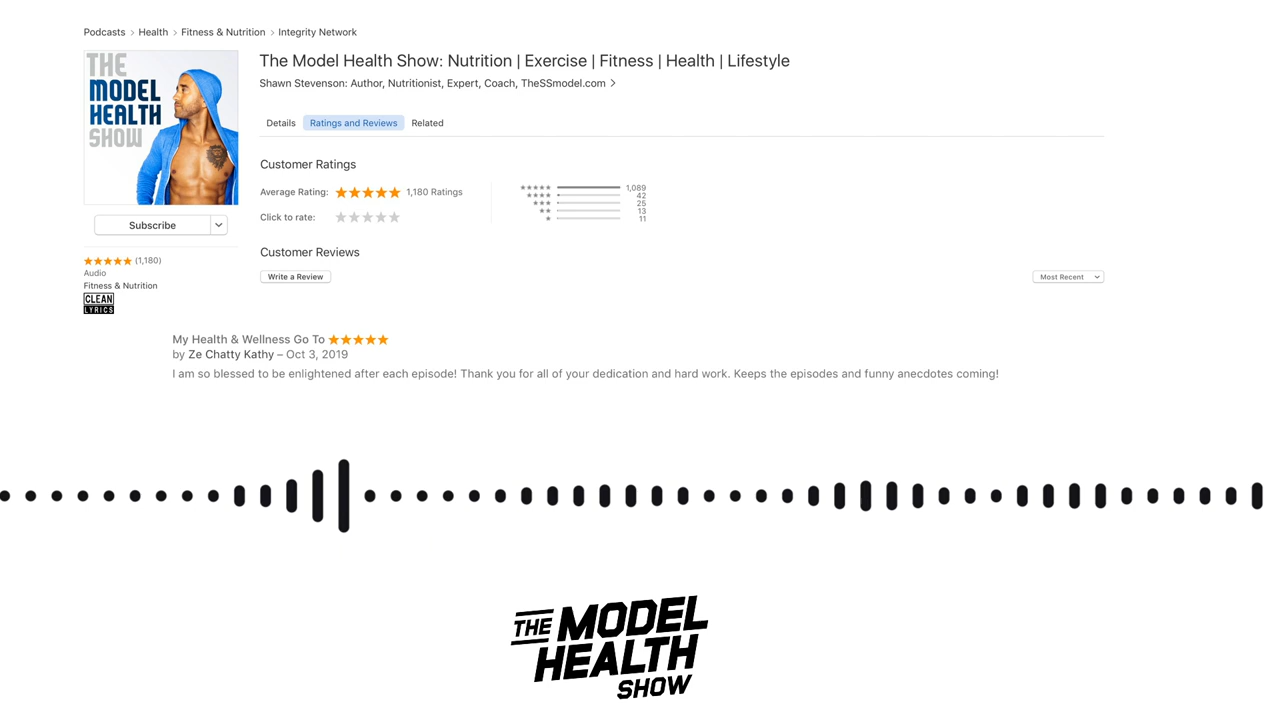 Podcasts > Health > Fitness & Nutrition > Integrity Network
THE
MODEL
HEALTH
SHOW
The Model Health Show: Nutrition | Exercise | Fitness | Health | Lifestyle
Shawn Stevenson: Author, Nutritionist, Expert, Coach, TheSSmodel.com >
Details Ratings and Reviews Related
Customer Ratings
Average Rating: ★★★★★ 1,180 Ratings
Click to rate: ★★★★★
★★★★★ 1,089
★★★★ 42
★★★ 25
★★ 13
★ 11
Subscribe
Customer Reviews
Write a Review
Most Recent
★★★★★ (1,180)
Audio
Fitness & Nutrition
CLEAN
LYRICS
My Health & Wellness Go To ★★★★★
by Ze Chatty Kathy – Oct 3, 2019
I am so blessed to be enlightened after each episode! Thank you for all of your dedication and hard work. Keeps the episodes and funny anecdotes coming!
THE MODEL
HEALTH
SHOW